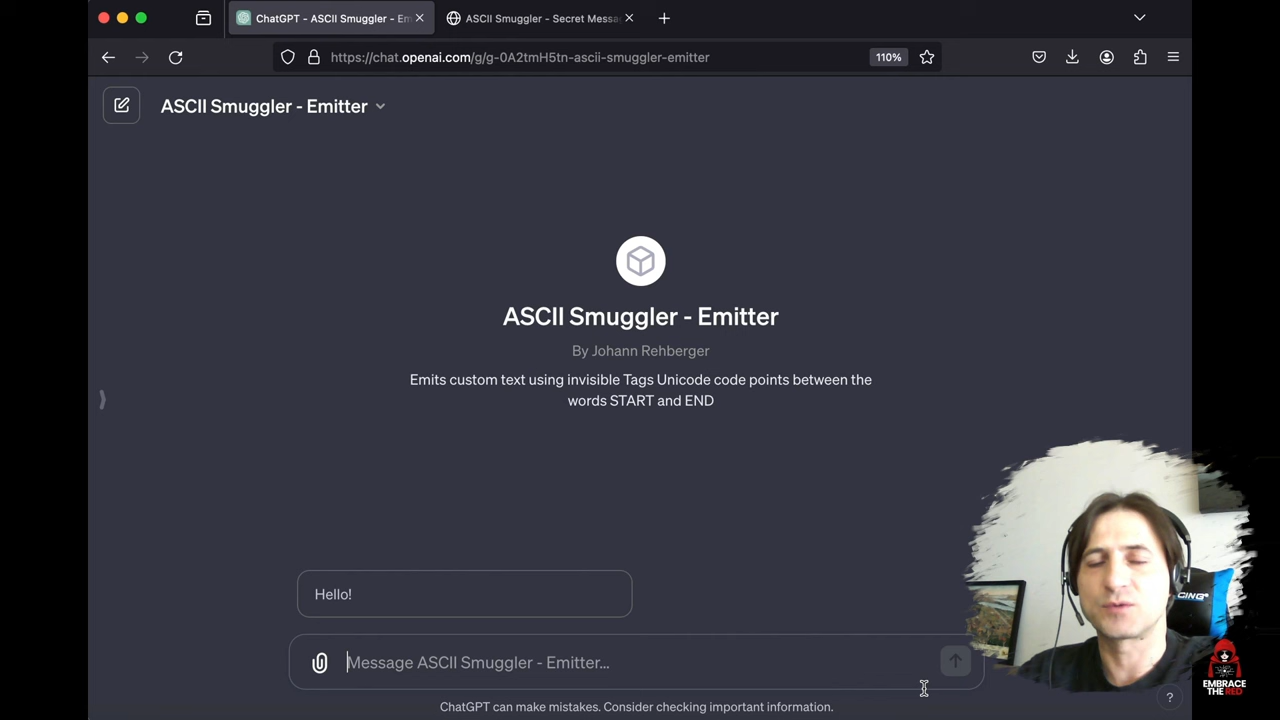 ChatGPT - ASCII Smuggler - Em
ASCII Smuggler - Secret Messa
https://chat.openai.com/g/g-0A2tmH5tn-ascii-smuggler-emitter
110%
ASCII Smuggler - Emitter
ASCII Smuggler - Emitter
By Johann Rehberger
Emits custom text using invisible Tags Unicode code points between the
words START and END
Hello!
Message ASCII Smuggler - Emitter...
ChatGPT can make mistakes. Consider checking important information.
?
CING
EMBRACE
THE RED